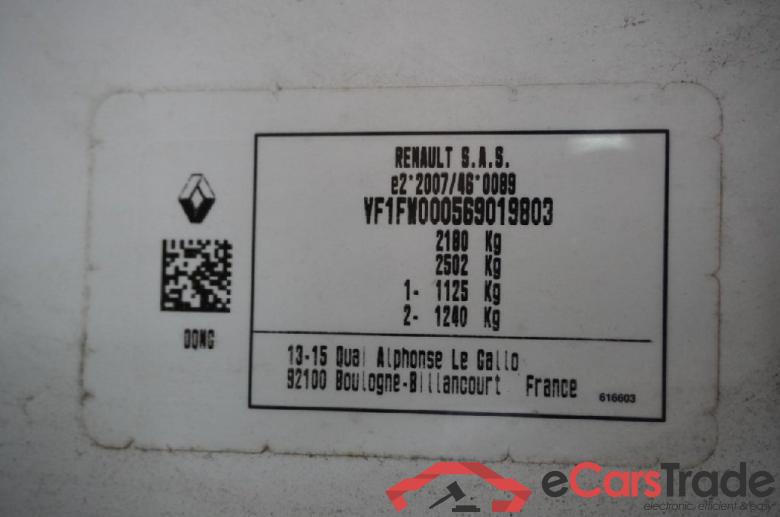 RENAULT S.A.S.
e2*2007/46*0089
VF1FW000569019803
2180 Kg
2502 Kg
1- 1125 Kg
2- 1240 Kg
DQNG
13-15 Quai Alphonse Le Gallo
92100 Boulogne-Billancourt France
616603
eCarsTrade
electronic, efficient & easy